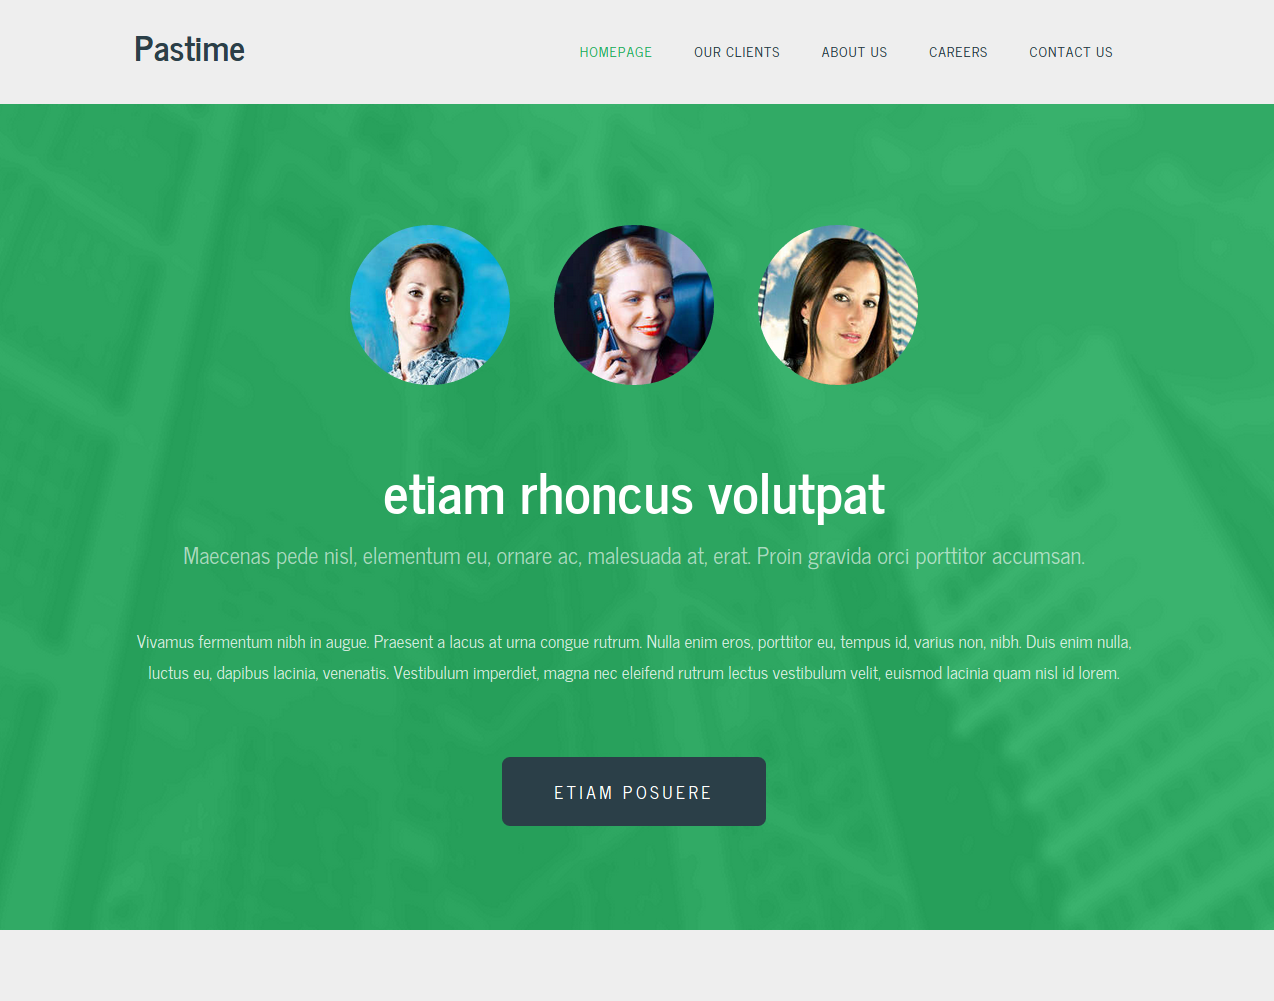 Pastime
HOMEPAGE OUR CLIENTS ABOUT US CAREERS CONTACT US
etiam rhoncus volutpat
Maecenas pede nisl, elementum eu, ornare ac, malesuada at, erat. Proin gravida orci porttitor accumsan.
Vivamus fermentum nibh in augue. Praesent a lacus at urna congue rutrum. Nulla enim eros, porttitor eu, tempus id, varius non, nibh. Duis enim nulla,
luctus eu, dapibus lacinia, venenatis. Vestibulum imperdiet, magna nec eleifend rutrum lectus vestibulum velit, euismod lacinia quam nisl id lorem.
ETIAM POSUERE